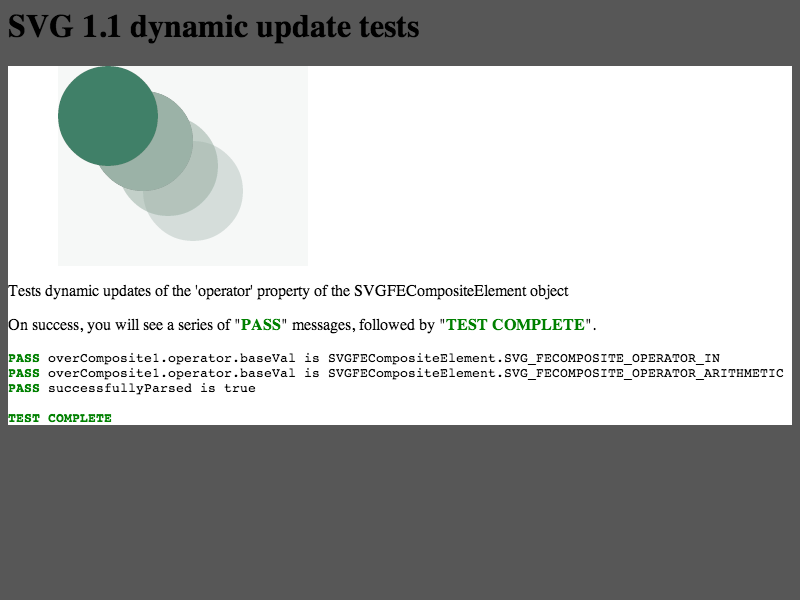 SVG 1.1 dynamic update tests
Tests dynamic updates of the 'operator' property of the SVGFECompositeElement object
On success, you will see a series of "PASS" messages, followed by "TEST COMPLETE".
PASS overComposite1.operator.baseVal is SVGFECompositeElement.SVG_FECOMPOSITE_OPERATOR_IN
PASS overComposite1.operator.baseVal is SVGFECompositeElement.SVG_FECOMPOSITE_OPERATOR_ARITHMETIC
PASS successfullyParsed is true
TEST COMPLETE